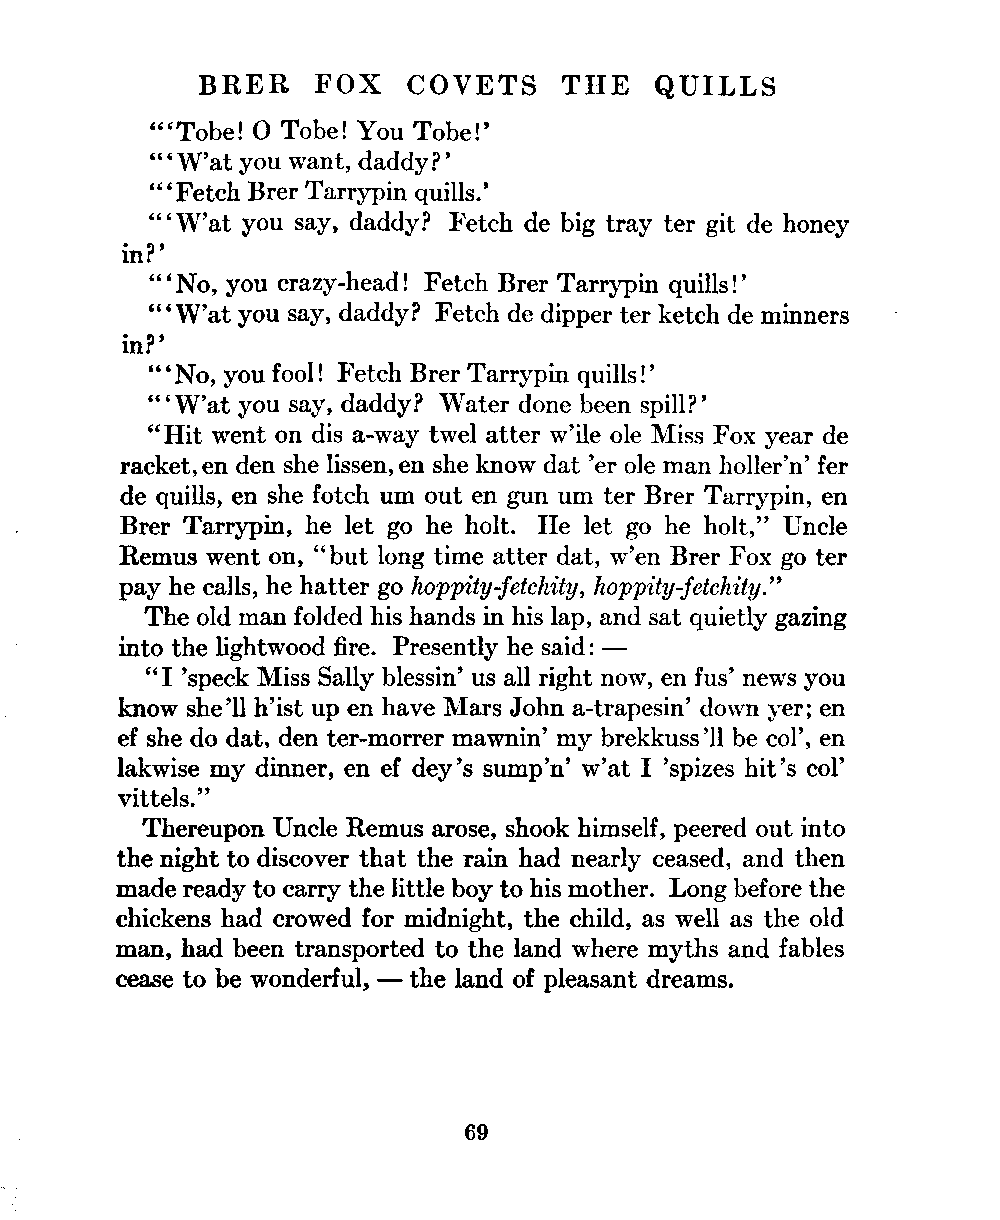 BRER FOX COVETS THE QUILLS
“‘Tobe! O Tobe! You Tobe!’
“‘W’at you want, daddy?’
“‘Fetch Brer Tarrypin quills.’
“‘W’at you say, daddy? Fetch de big tray ter git de honey
in?’
“‘No, you crazy-head! Fetch Brer Tarrypin quills!’
“‘W’at you say, daddy? Fetch de dipper ter ketch de minners
in?’
“‘No, you fool! Fetch Brer Tarrypin quills!’
“‘W’at you say, daddy? Water done been spill?’
“Hit went on dis a-way twel atter w’ile ole Miss Fox year de
racket, en den she lissen, en she know dat ’er ole man holler’n’ fer
de quills, en she fotch um out en gun um ter Brer Tarrypin, en
Brer Tarrypin, he let go he holt. He let go he holt,” Uncle
Remus went on, “but long time atter dat, w’en Brer Fox go ter
pay he calls, he hatter go hoppity-fetchity, hoppity-fetchity.”
The old man folded his hands in his lap, and sat quietly gazing
into the lightwood fire. Presently he said: —
“I ’speck Miss Sally blessin’ us all right now, en fus’ news you
know she’ll h’ist up en have Mars John a-trapesin’ down yer; en
ef she do dat, den ter-morrer mawnin’ my brekkuss’ll be col’, en
lakwise my dinner, en ef dey’s sump’n’ w’at I ’spizes hit’s col’
vittels.”
Thereupon Uncle Remus arose, shook himself, peered out into
the night to discover that the rain had nearly ceased, and then
made ready to carry the little boy to his mother. Long before the
chickens had crowed for midnight, the child, as well as the old
man, had been transported to the land where myths and fables
cease to be wonderful, — the land of pleasant dreams.
69